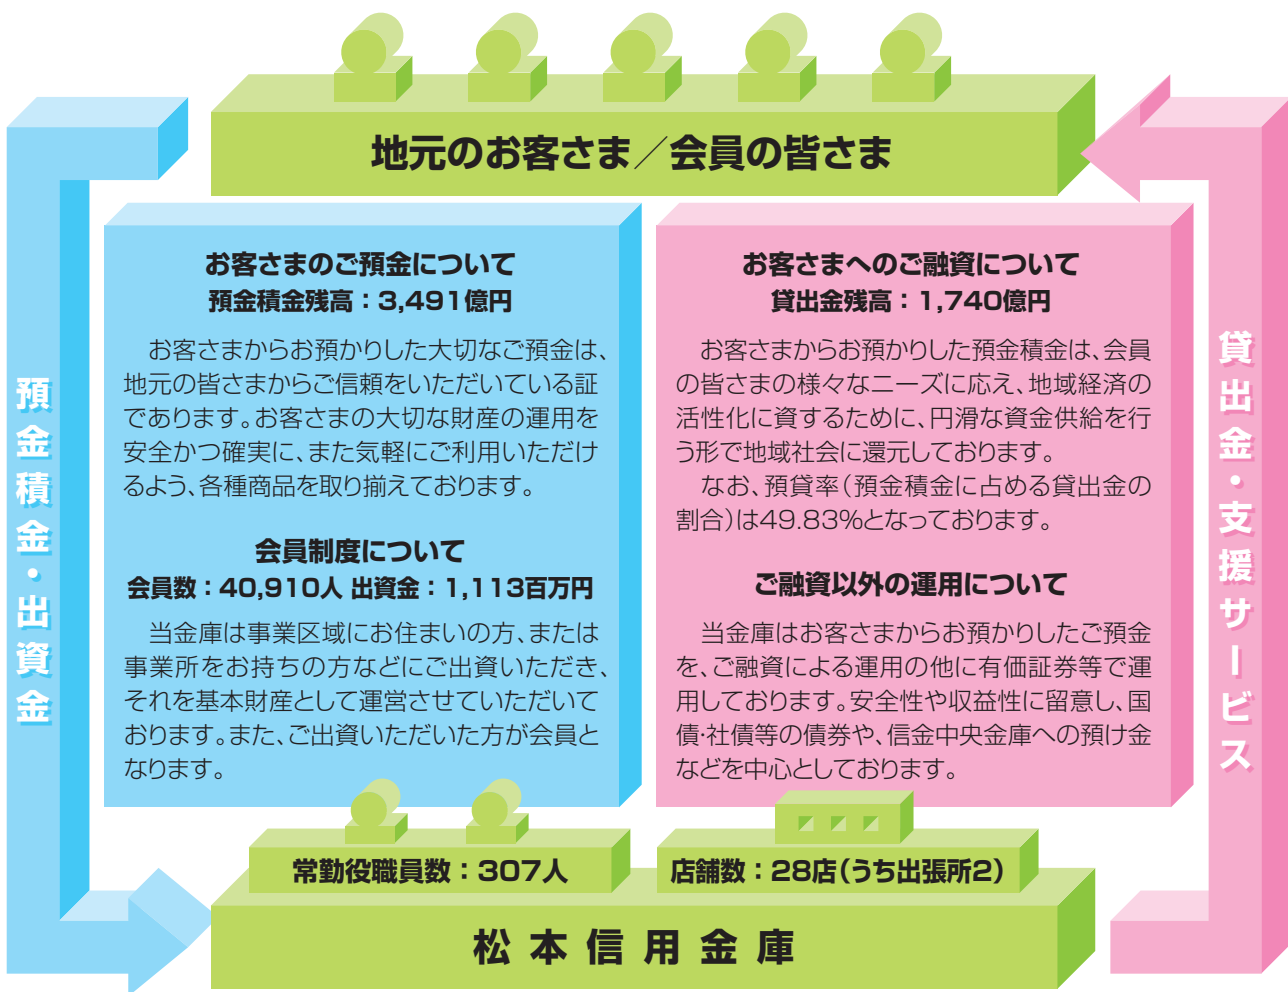 地元のお客さま／会員の皆さま
預金積金・出資金
お客さまのご預金について
預金積金残高：3,491億円
お客さまからお預かりした大切なご預金は、
地元の皆さまからご信頼をいただいている証
であります。お客さまの大切な財産の運用を
安全かつ確実に、また気軽にご利用いただけ
るよう、各種商品を取り揃えております。
会員制度について
会員数：40,910人 出資金：1,113百万円
当金庫は事業区域にお住まいの方、または
事業所をお持ちの方などにご出資いただき、
それを基本財産として運営させていただいて
おります。また、ご出資いただいた方が会員と
なります。
お客さまへのご融資について
貸出金残高：1,740億円
お客さまからお預かりした預金積金は、会員
の皆さまの様々なニーズに応え、地域経済の
活性化に資するために、円滑な資金供給を行
う形で地域社会に還元しております。
なお、預貸率（預金積金に占める貸出金の
割合）は49.83%となっております。
ご融資以外の運用について
当金庫はお客さまからお預かりしたご預金
を、ご融資による運用の他に有価証券等で運
用しております。安全性や収益性に留意し、国
債・社債等の債券や、信金中央金庫への預け金
などを中心としております。
貸出金・支援サービス
常勤役職員数：307人
店舗数：28店（うち出張所2）
松本信用金庫